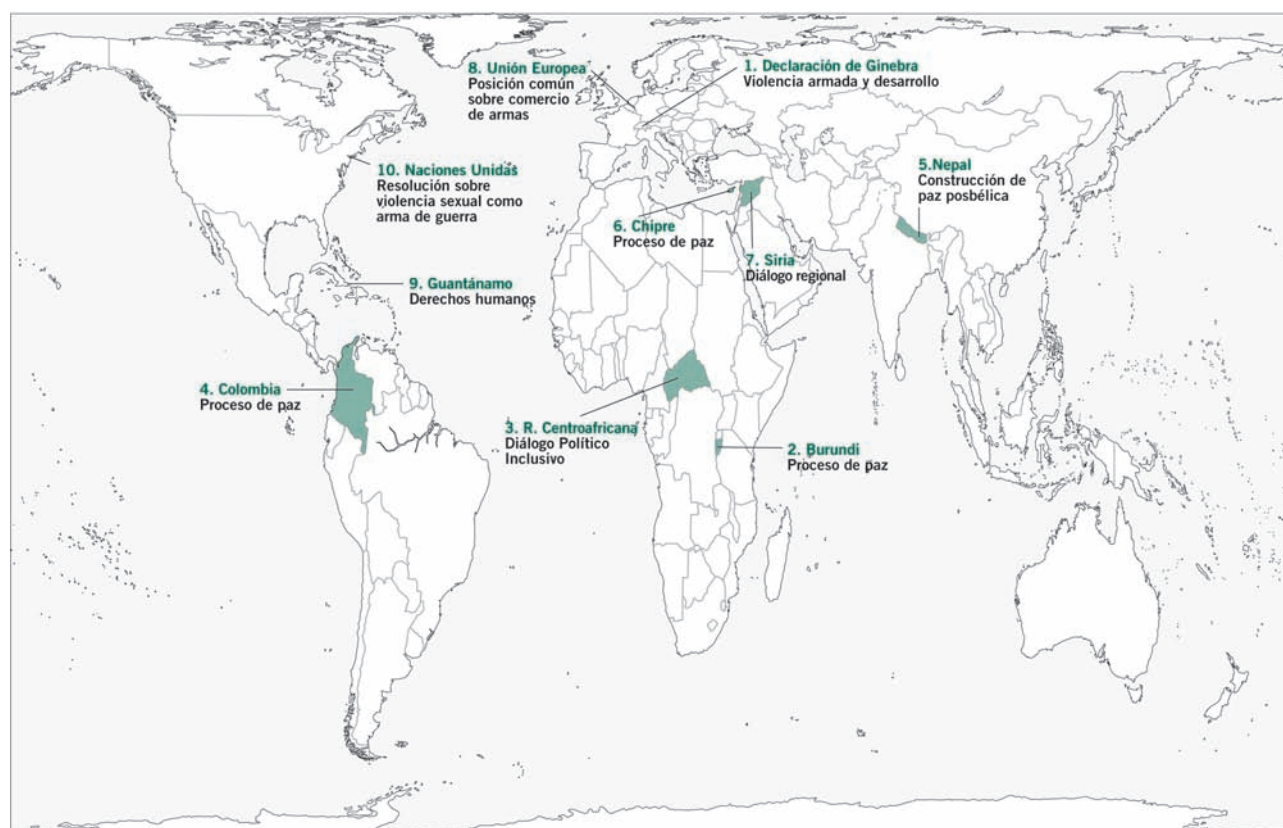 8. Unión Europea
Posición común
sobre comercio
de armas
1. Declaración de Ginebra
Violencia armada y desarrollo
10. Naciones Unidas
Resolución sobre
violencia sexual como
arma de guerra
5.Nepal
Construcción de
paz posbélica
6. Chipre
Proceso de paz
7. Siria
Diálogo regional
9. Guantánamo
Derechos humanos
4. Colombia
Proceso de paz
3. R. Centroafricana
Diálogo Político
Inclusivo
2. Burundi
Proceso de paz